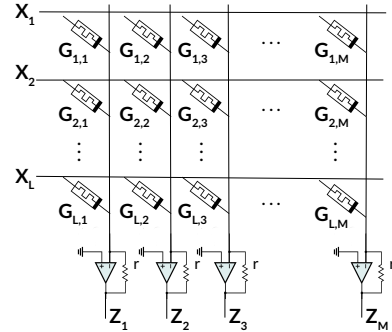 X1
G1,1 G1,2 G1,3 ... G1,M
X2
G2,1 G2,2 G2,3 G2,M
... ... ... ...
XL
GL,1 GL,2 GL,3 ... GL,M
+ - r + - r + - r + - r
Z1 Z2 Z3 ZM